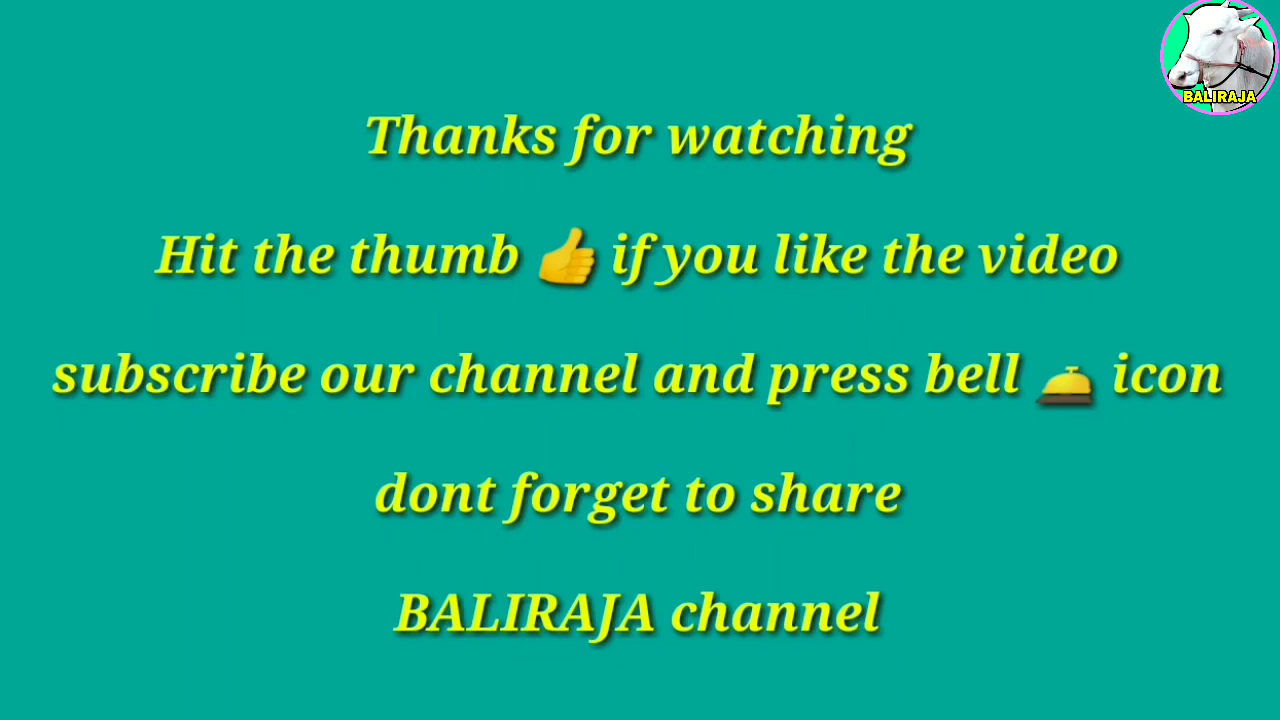 BALIRAJA
Thanks for watching
Hit the thumb 👍 if you like the video
subscribe our channel and press bell 🛎 icon
dont forget to share
BALIRAJA channel